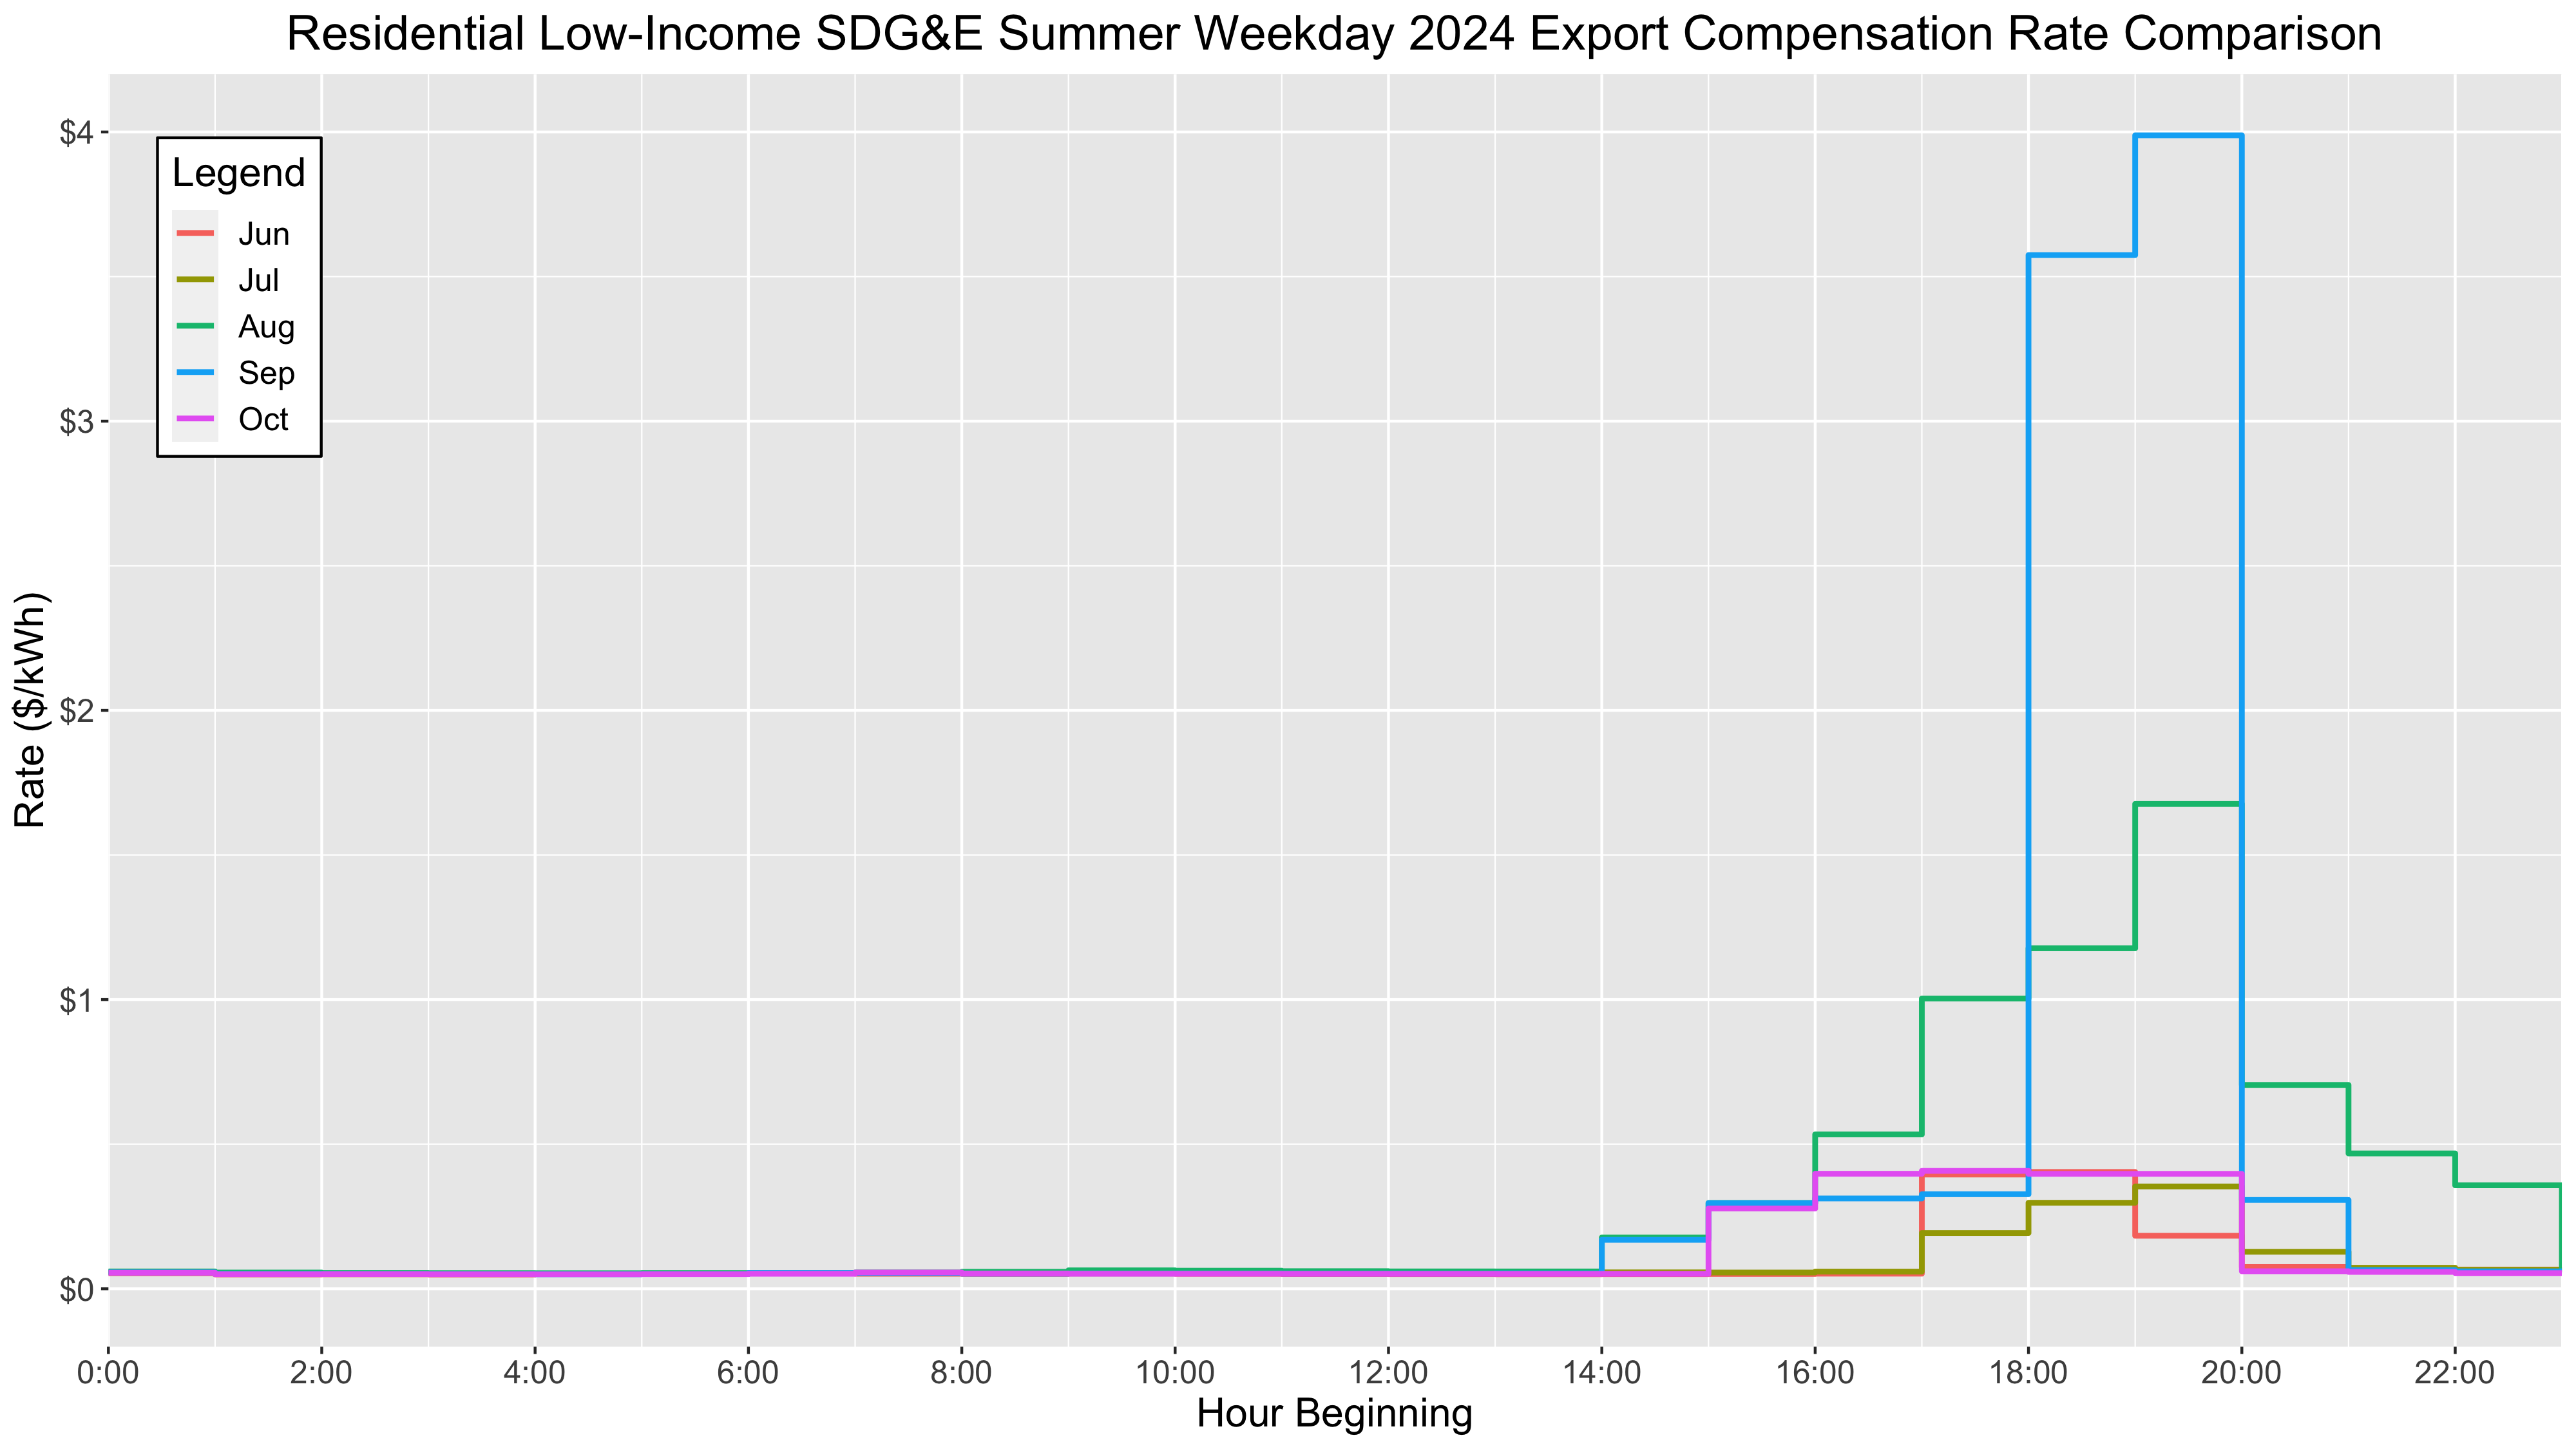 Residential Low-Income SDG&E Summer Weekday 2024 Export Compensation Rate Comparison
$4
Legend
Jun
Jul
Aug
Sep
Oct
$3
$2
$1
$0
Rate ($/kWh)
0:00 2:00 4:00 6:00 8:00 10:00 12:00 14:00 16:00 18:00 20:00 22:00
Hour Beginning